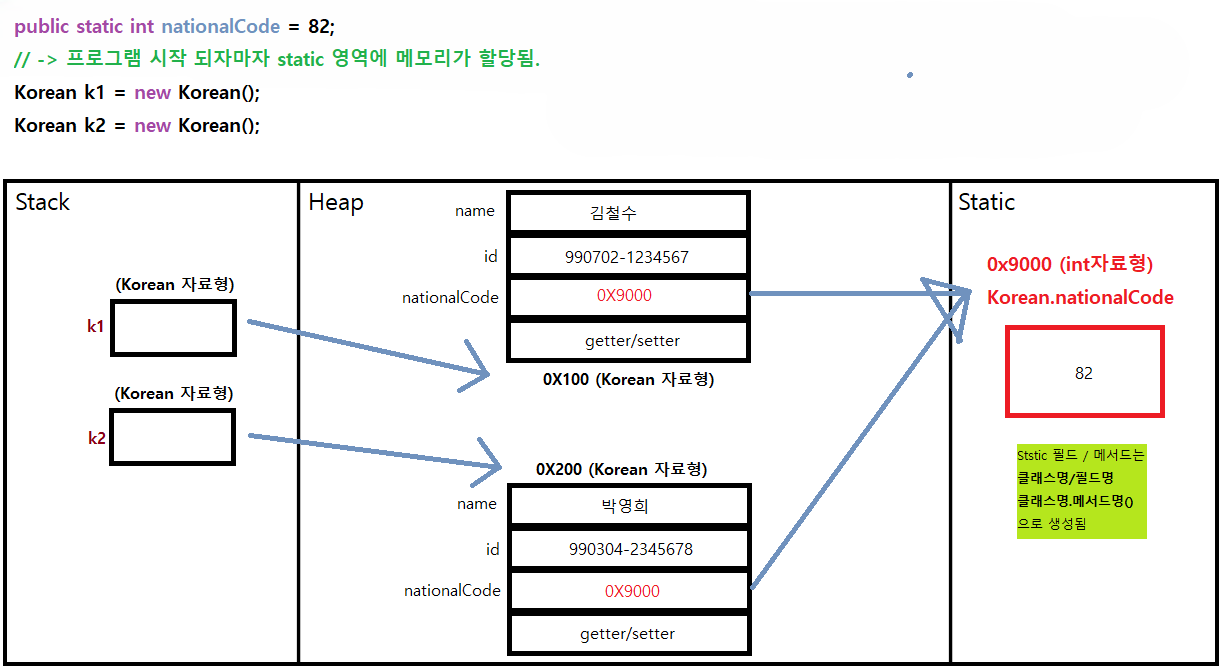 public static int nationalCode = 82;
// -> 프로그램 시작 되자마자 static 영역에 메모리가 할당됨.
Korean k1 = new Korean();
Korean k2 = new Korean();
Stack
(Korean 자료형)
k1
(Korean 자료형)
k2
Heap
name 김철수
id 990702-1234567
nationalCode 0X9000
getter/setter
0X100 (Korean 자료형)
0X200 (Korean 자료형)
name 박영희
id 990304-2345678
nationalCode 0X9000
getter/setter
Static
0x9000 (int자료형)
Korean.nationalCode
82
Ststic 필드 / 메서드는
클래스명/필드명
클래스명.메서드명()
으로 생성됨